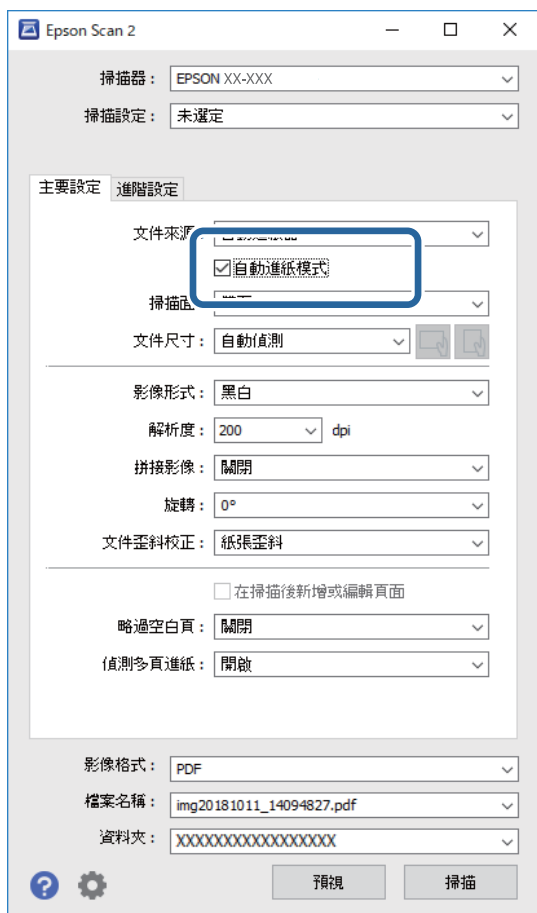 Epson Scan 2
掃描器： EPSON XX-XXX
掃描設定： 未選定
主要設定 進階設定
文件來源：
自動進紙模式
掃描面
文件尺寸： 自動偵測
影像形式： 黑白
解析度： 200 dpi
拼接影像： 關閉
旋轉： 0°
文件歪斜校正： 紙張歪斜
在掃描後新增或編輯頁面
略過空白頁： 關閉
偵測多頁進紙： 開啟
影像格式： PDF
檔案名稱： img20181011_14094827.pdf
資料夾： XXXXXXXXXXXXXXXXX
預視 掃描